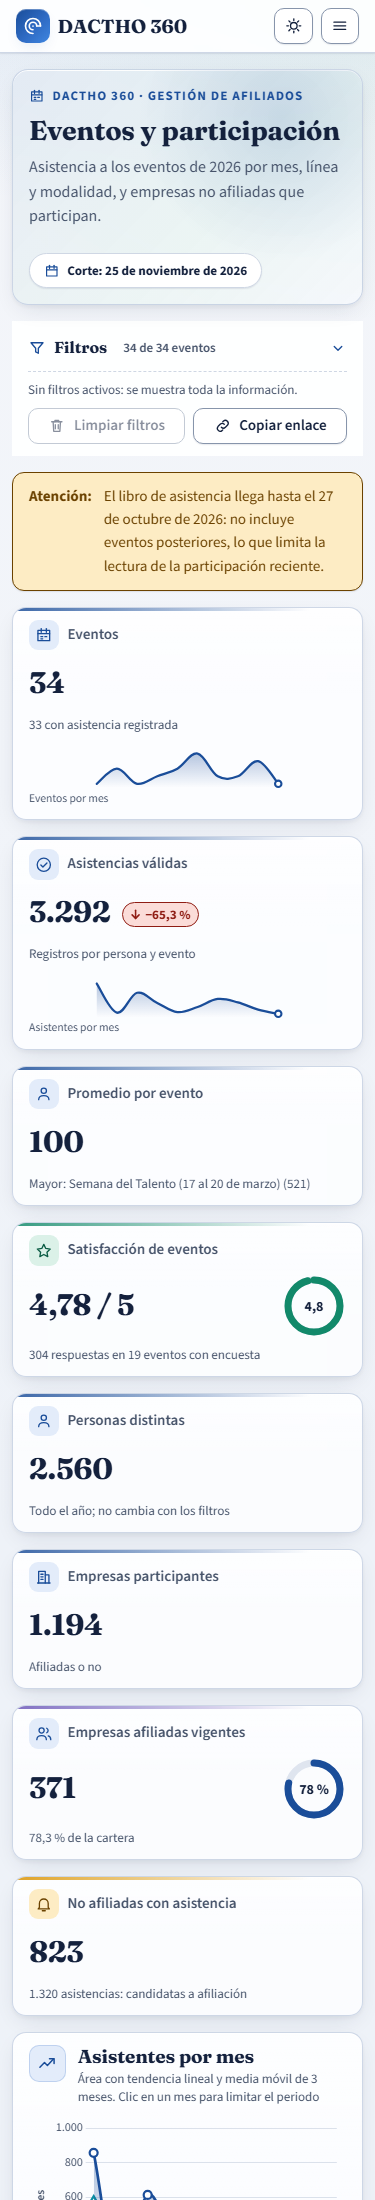 DACTHO 360
DACTHO 360 · GESTIÓN DE AFILIADOS
Eventos y participación
Asistencia a los eventos de 2026 por mes, línea
y modalidad, y empresas no afiliadas que
participan.
Corte: 25 de noviembre de 2026
Filtros 34 de 34 eventos
Sin filtros activos: se muestra toda la información.
Limpiar filtros Copiar enlace
Atención: El libro de asistencia llega hasta el 27
de octubre de 2026: no incluye
eventos posteriores, lo que limita la
lectura de la participación reciente.
Eventos
34
33 con asistencia registrada
Eventos por mes
Asistencias válidas
3.292 ↓ −65,3 %
Registros por persona y evento
Asistentes por mes
Promedio por evento
100
Mayor: Semana del Talento (17 al 20 de marzo) (521)
Satisfacción de eventos
4,78 / 5 4,8
304 respuestas en 19 eventos con encuesta
Personas distintas
2.560
Todo el año; no cambia con los filtros
Empresas participantes
1.194
Afiliadas o no
Empresas afiliadas vigentes
371 78 %
78,3 % de la cartera
No afiliadas con asistencia
823
1.320 asistencias: candidatas a afiliación
Asistentes por mes
Área con tendencia lineal y media móvil de 3
meses. Clic en un mes para limitar el periodo
1.000
800
600